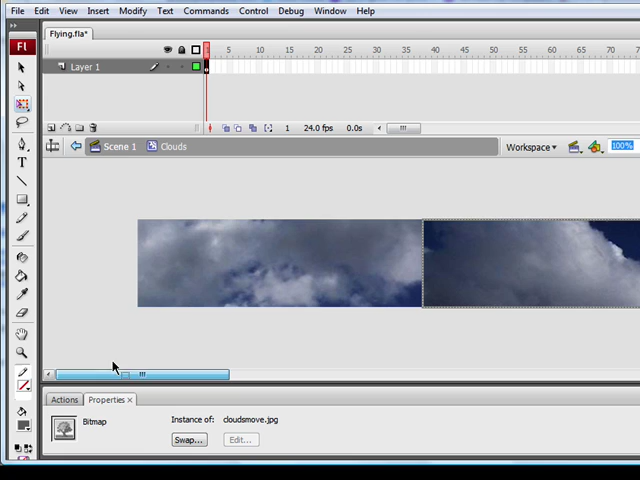 File Edit View Insert Modify Text Commands Control Debug Window Help
Flying.fla*
Fl
5 10 15 20 25 30 35 40 45 50 55 60 65 70 75
Layer 1
1 24.0 fps 0.0s
Scene 1 Clouds Workspace 100%
T
Actions Properties
Bitmap Instance of: cloudsmove.jpg
Swap... Edit...